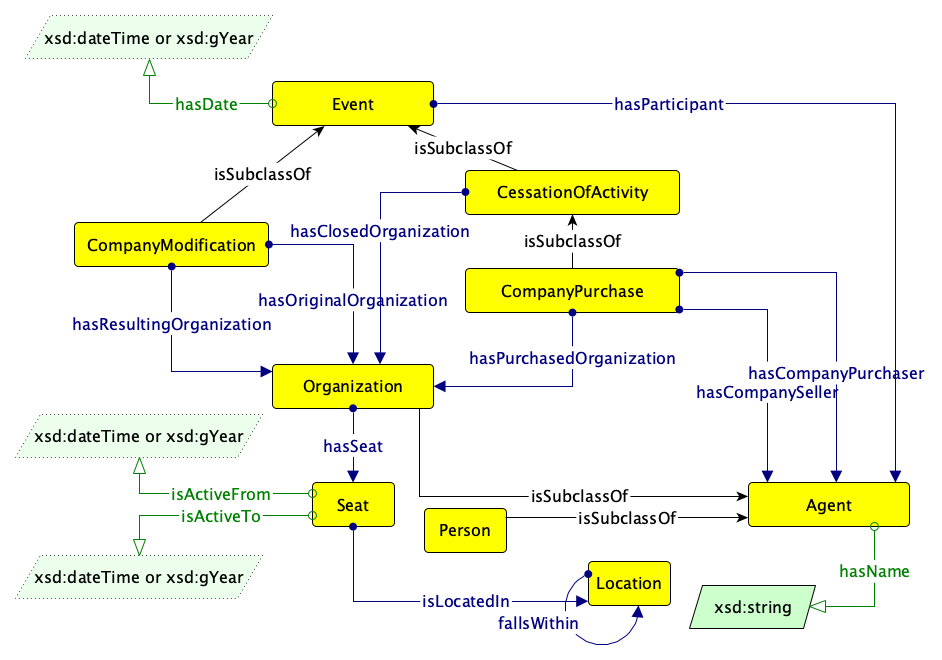 xsd:dateTime or xsd:gYear
hasDate
Event
hasParticipant
isSubclassOf
isSubclassOf
CessationOfActivity
hasClosedOrganization
CompanyModification
isSubclassOf
CompanyPurchase
hasOriginalOrganization
hasResultingOrganization
hasPurchasedOrganization
hasCompanyPurchaser
hasCompanySeller
Organization
xsd:dateTime or xsd:gYear
hasSeat
isActiveFrom
isSubclassOf
Seat
Agent
isActiveTo
isSubclassOf
Person
hasName
xsd:dateTime or xsd:gYear
Location
isLocatedIn
xsd:string
fallsWithin